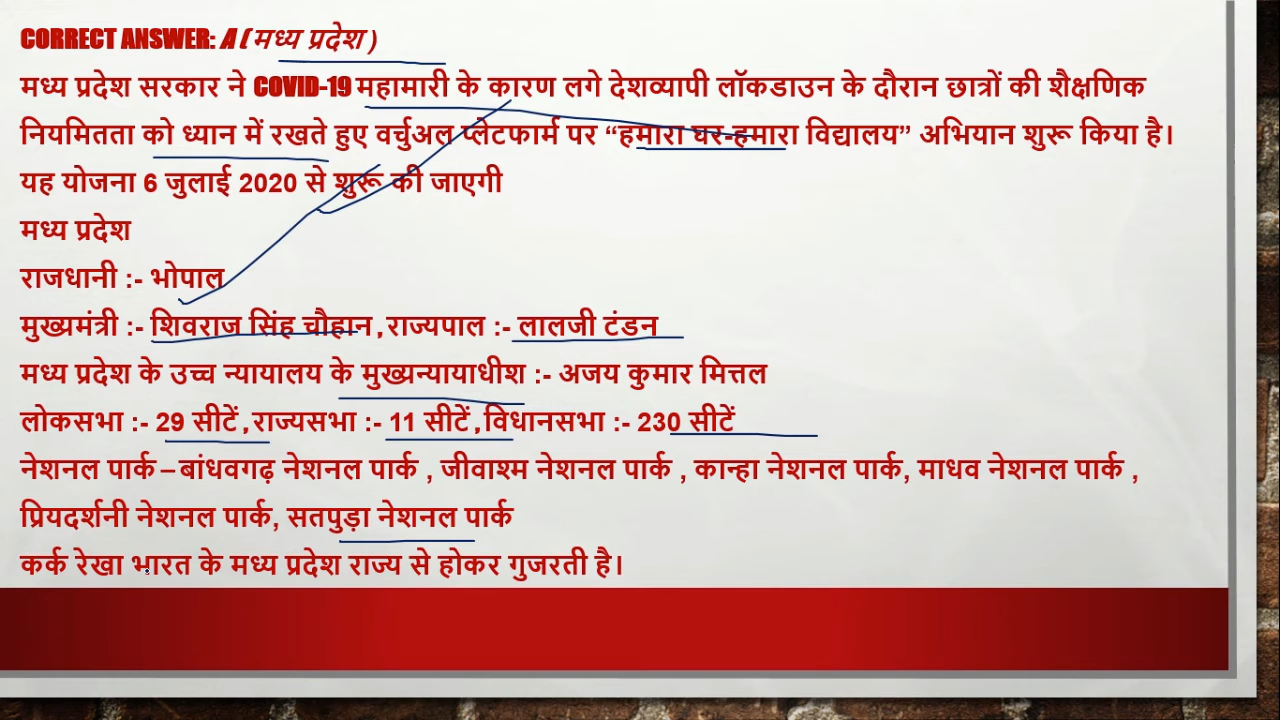 CORRECT ANSWER: A (मध्य प्रदेश )
मध्य प्रदेश सरकार ने COVID-19 महामारी के कारण लगे देशव्यापी लॉकडाउन के दौरान छात्रों की शैक्षणिक
नियमितता को ध्यान में रखते हुए वर्चुअल प्लेटफार्म पर “हमारा घर-हमारा विद्यालय” अभियान शुरू किया है।
यह योजना 6 जुलाई 2020 से शुरू की जाएगी
मध्य प्रदेश
राजधानी :- भोपाल
मुख्यमंत्री :- शिवराज सिंह चौहान , राज्यपाल :- लालजी टंडन
मध्य प्रदेश के उच्च न्यायालय के मुख्यन्यायाधीश :- अजय कुमार मित्तल
लोकसभा :- 29 सीटें , राज्यसभा :- 11 सीटें , विधानसभा :- 230 सीटें
नेशनल पार्क – बांधवगढ़ नेशनल पार्क , जीवाश्म नेशनल पार्क , कान्हा नेशनल पार्क, माधव नेशनल पार्क ,
प्रियदर्शनी नेशनल पार्क, सतपुड़ा नेशनल पार्क
कर्क रेखा भारत के मध्य प्रदेश राज्य से होकर गुजरती है।